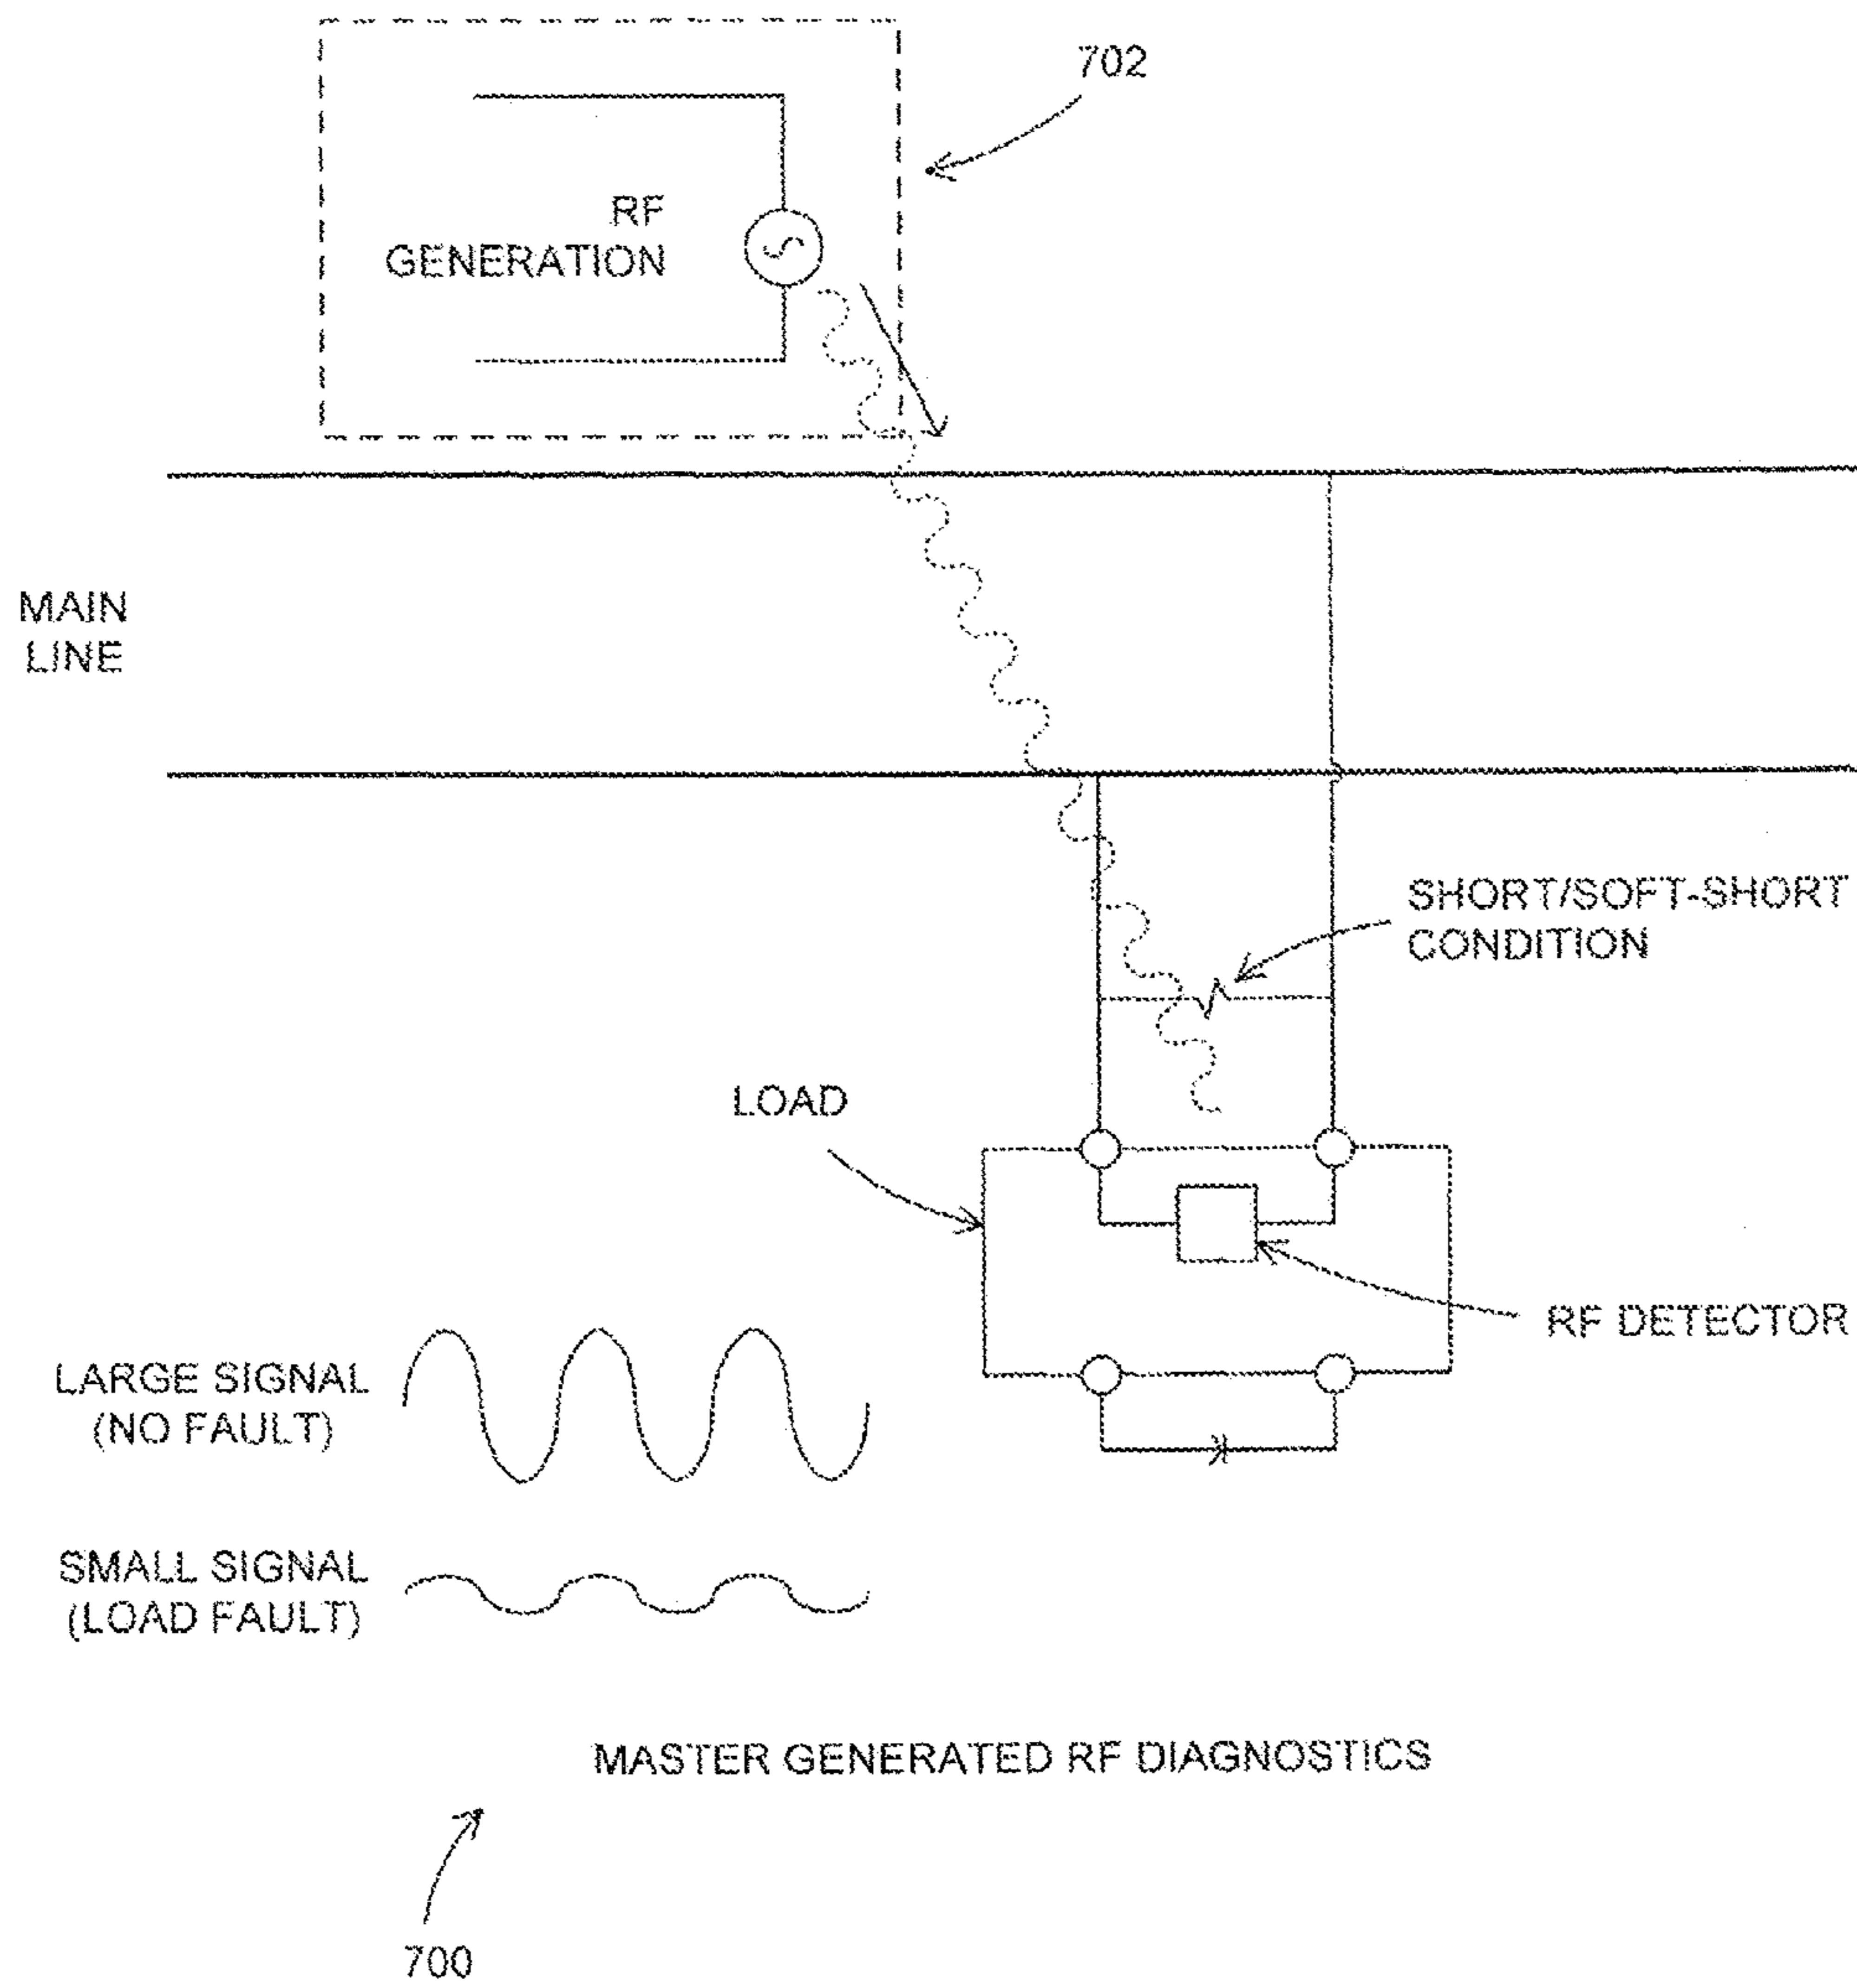 702
RF
GENERATION
MAIN
LINE
SHORT/SOFT-SHORT
CONDITION
LOAD
RF DETECTOR
LARGE SIGNAL
(NO FAULT)
SMALL SIGNAL
(LOAD FAULT)
MASTER GENERATED RF DIAGNOSTICS
700